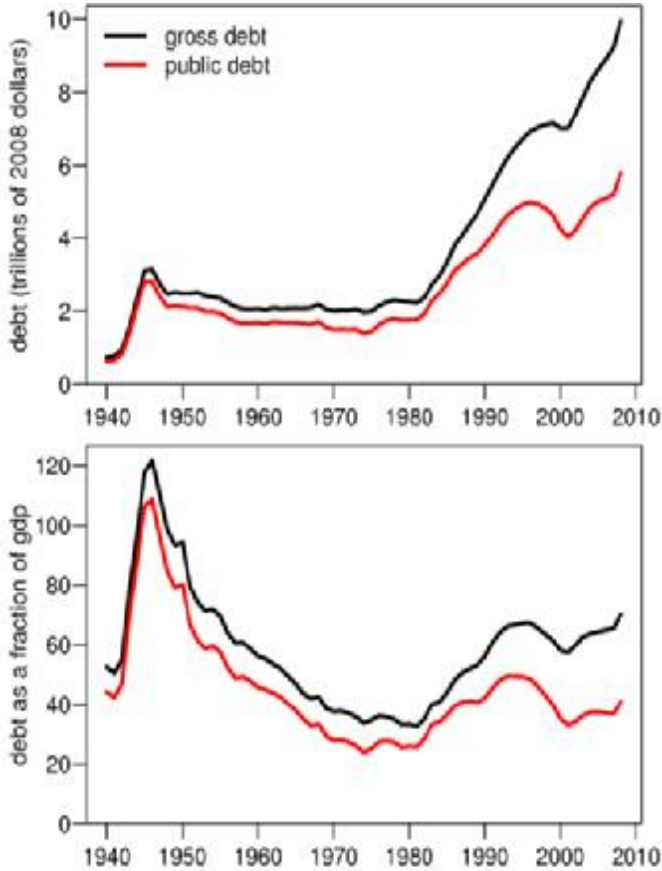 debt (trillions of 2008 dollars)
10
8
6
4
2
0
gross debt
public debt
1940 1950 1960 1970 1980 1990 2000 2010
debt as a fraction of gdp
120
100
80
60
40
20
0
1940 1950 1960 1970 1980 1990 2000 2010